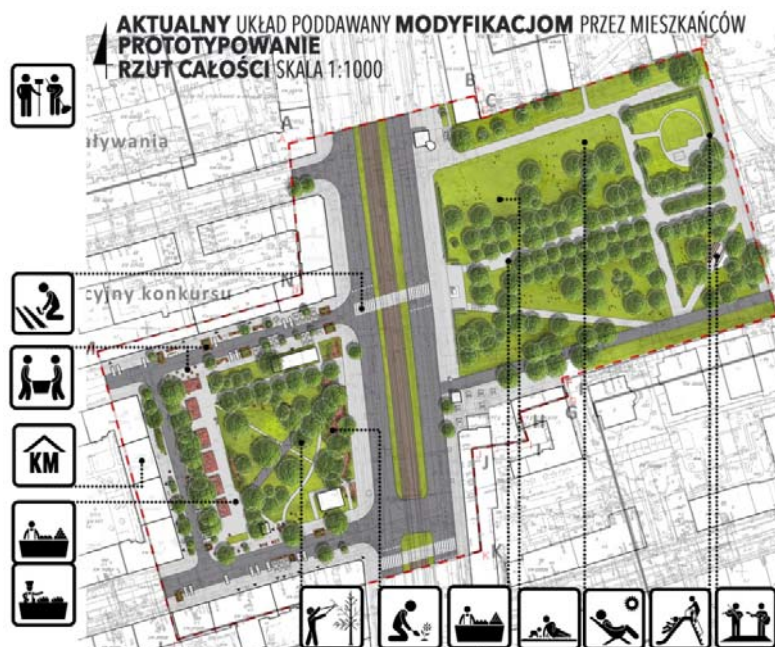 AKTUALNY UKŁAD PODDAWANY MODYFIKACJOM PRZEZ MIESZKAŃCÓW
PROTOTYPOWANIE
RZUT CAŁOŚCI SKALA 1:1000
B
C
A
ływania
N
cyjny konkursu
G
H
I
J
KM
K